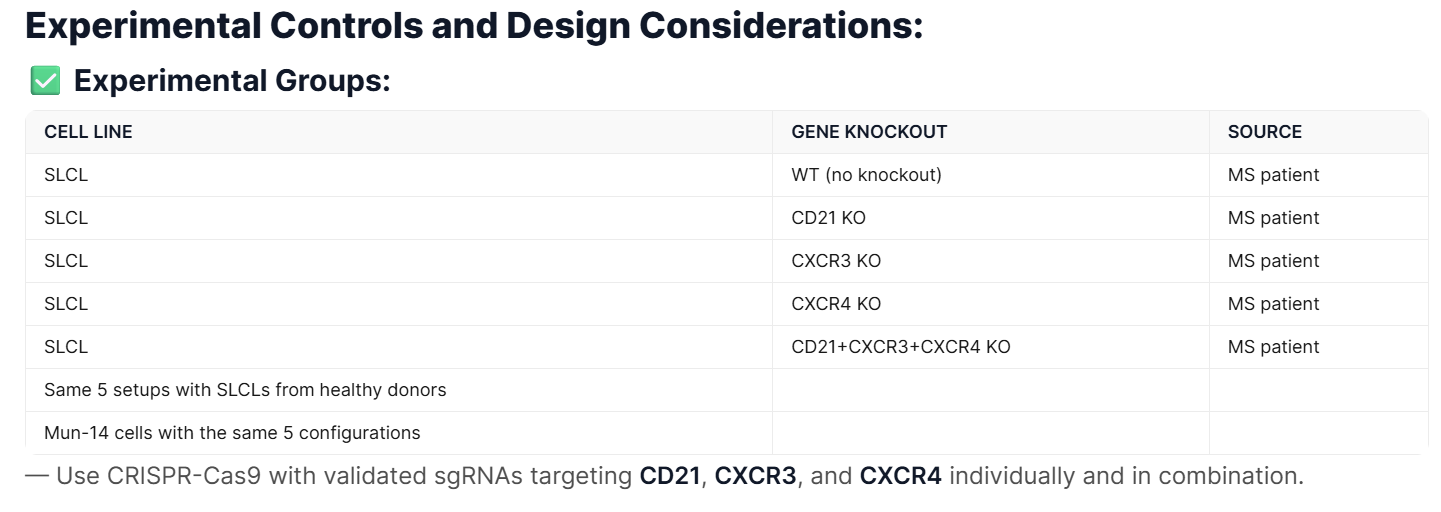 Experimental Controls and Design Considerations:
✅ Experimental Groups:
CELL LINE GENE KNOCKOUT SOURCE
SLCL WT (no knockout) MS patient
SLCL CD21 KO MS patient
SLCL CXCR3 KO MS patient
SLCL CXCR4 KO MS patient
SLCL CD21+CXCR3+CXCR4 KO MS patient
Same 5 setups with SLCLs from healthy donors
Mun-14 cells with the same 5 configurations
— Use CRISPR-Cas9 with validated sgRNAs targeting CD21, CXCR3, and CXCR4 individually and in combination.